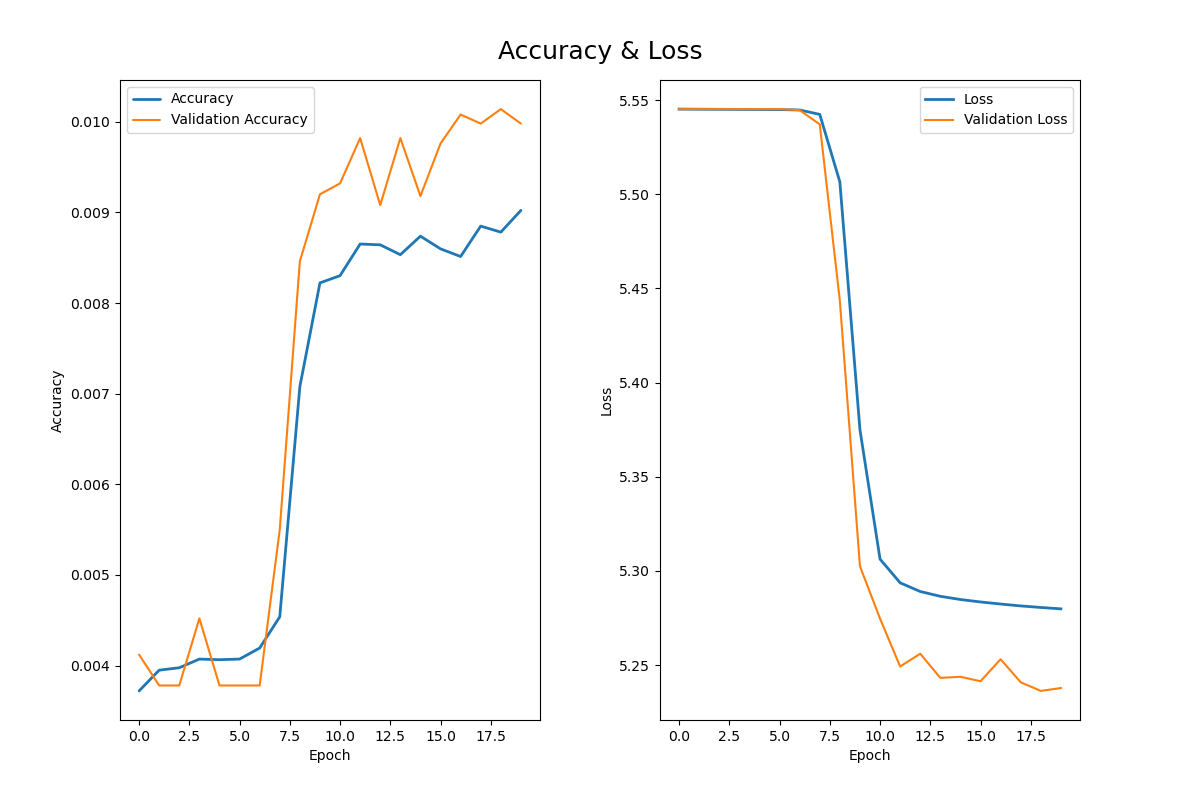 Accuracy & Loss
Accuracy
Validation Accuracy
0.010
0.009
0.008
0.007
0.006
0.005
0.004
Accuracy
0.0 2.5 5.0 7.5 10.0 12.5 15.0 17.5
Epoch
Loss
Validation Loss
5.55
5.50
5.45
5.40
5.35
5.30
5.25
Loss
0.0 2.5 5.0 7.5 10.0 12.5 15.0 17.5
Epoch